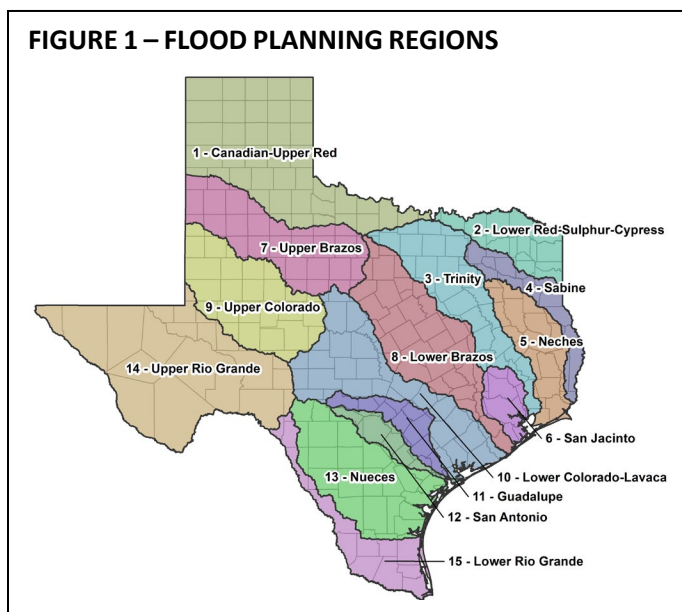 FIGURE 1 – FLOOD PLANNING REGIONS
1 - Canadian-Upper Red
2 - Lower Red-Sulphur-Cypress
7 - Upper Brazos
3 - Trinity
4 - Sabine
9 - Upper Colorado
5 - Neches
8 - Lower Brazos
14 - Upper Rio Grande
6 - San Jacinto
10 - Lower Colorado-Lavaca
13 - Nueces
11 - Guadalupe
12 - San Antonio
15 - Lower Rio Grande